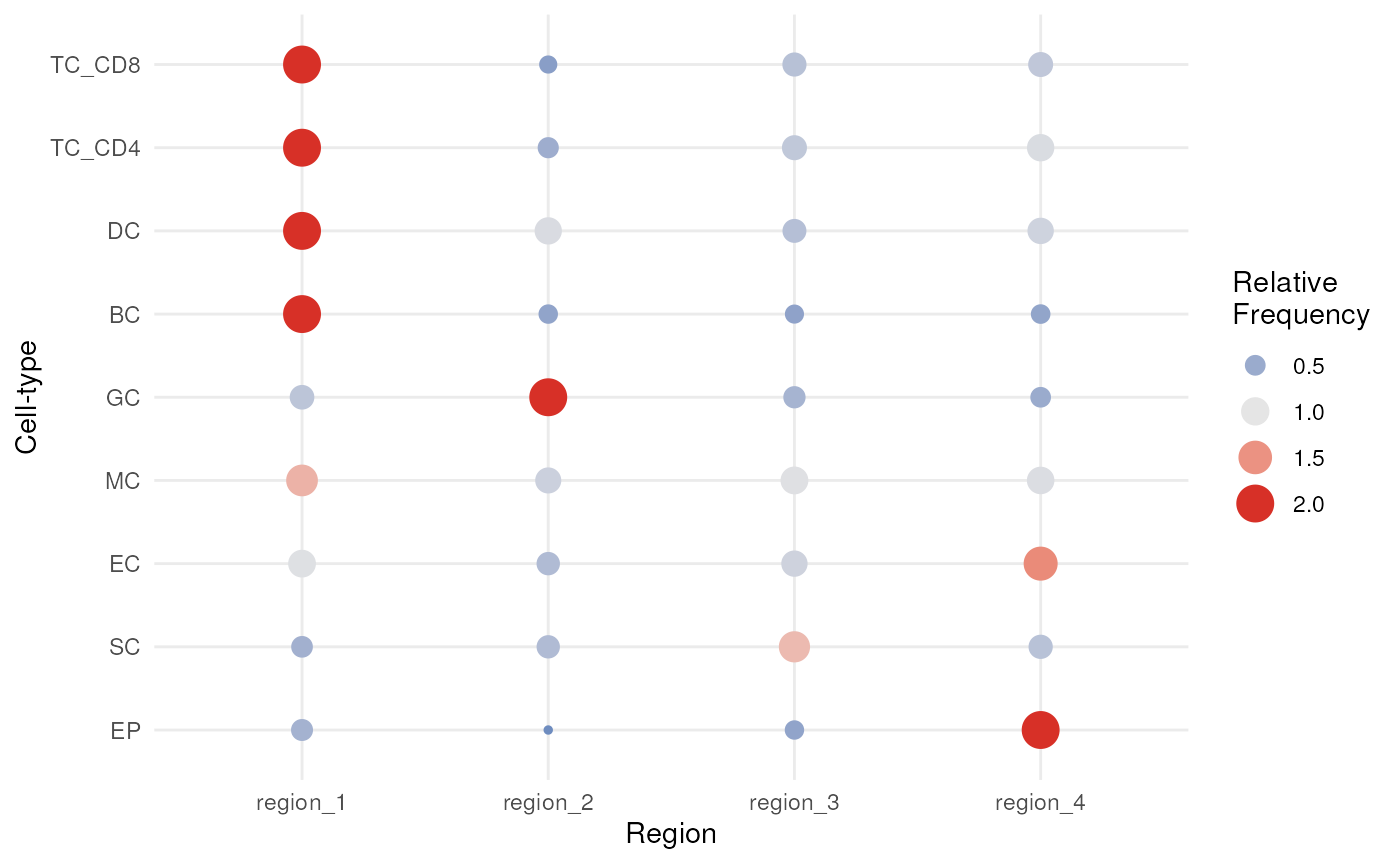 TC_CD8
TC_CD4
DC
BC
GC
MC
EC
SC
EP
Cell-type
region_1
region_2
region_3
region_4
Region
Relative
Frequency
0.5
1.0
1.5
2.0